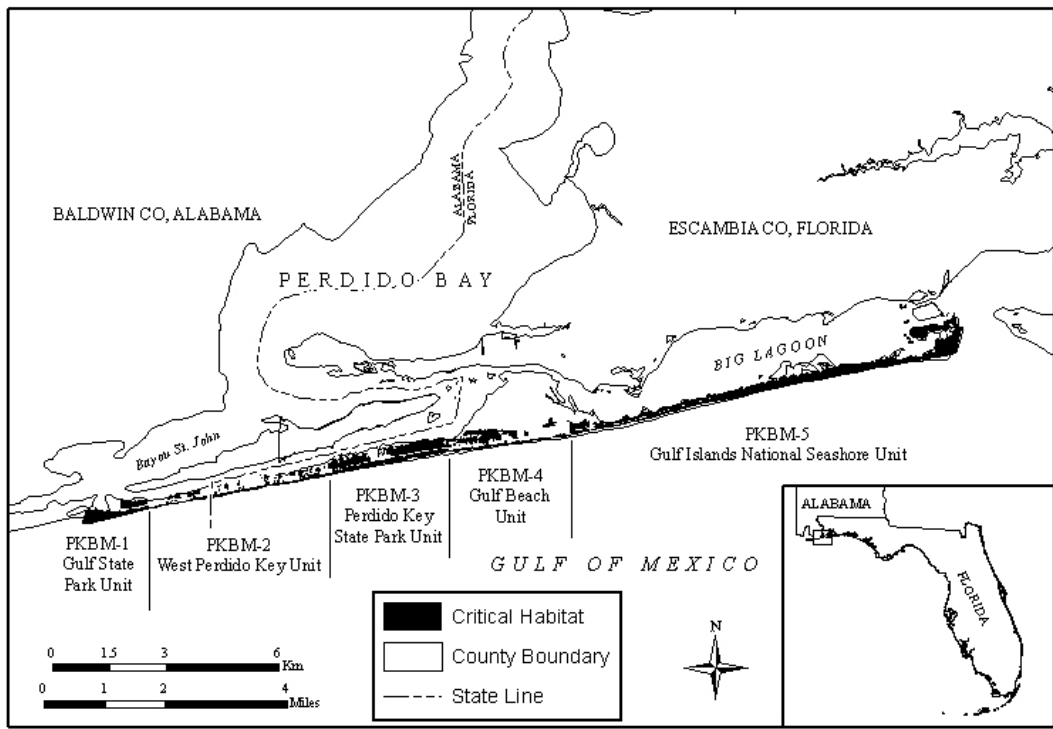 ALABAMA
FLORIDA
BALDWIN CO, ALABAMA
ESCAMBIA CO, FLORIDA
PERDIDO BAY
BIG LAGOON
Bayou St. John
PKBM-5
Gulf Islands National Seashore Unit
PKBM-4
Gulf Beach
Unit
PKBM-3
Perdido Key
State Park Unit
PKBM-2
West Perdido Key Unit
PKBM-1
Gulf State
Park Unit
GULF OF MEXICO
ALABAMA
FLORIDA
Critical Habitat
County Boundary
State Line
N
0 1.5 3 6
Km
0 1 2 4
Miles